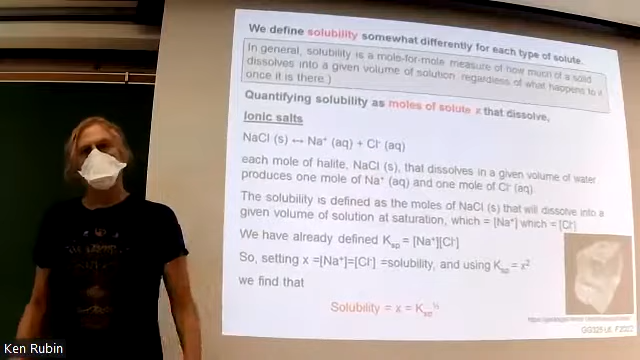 We define solubility somewhat differently for each type of solute.
In general, solubility is a mole-for-mole measure of how much of a solid
dissolves into a given volume of solution, regardless of what happens to it
once it is there.)
Quantifying solubility as moles of solute x that dissolve,
Ionic salts
NaCl (s) ↔ Na⁺ (aq) + Cl⁻ (aq)
each mole of halite, NaCl (s), that dissolves in a given volume of water
produces one mole of Na⁺ (aq) and one mole of Cl⁻ (aq)
The solubility is defined as the moles of NaCl (s) that will dissolve into a
given volume of solution at saturation, which = [Na⁺] which = [Cl⁻]
We have already defined Ksp = [Na⁺][Cl⁻]
So, setting x =[Na⁺]=[Cl⁻] =solubility, and using Ksp = x²
we find that
Solubility = x = Ksp^½
GG325 L6, F2022
Ken Rubin